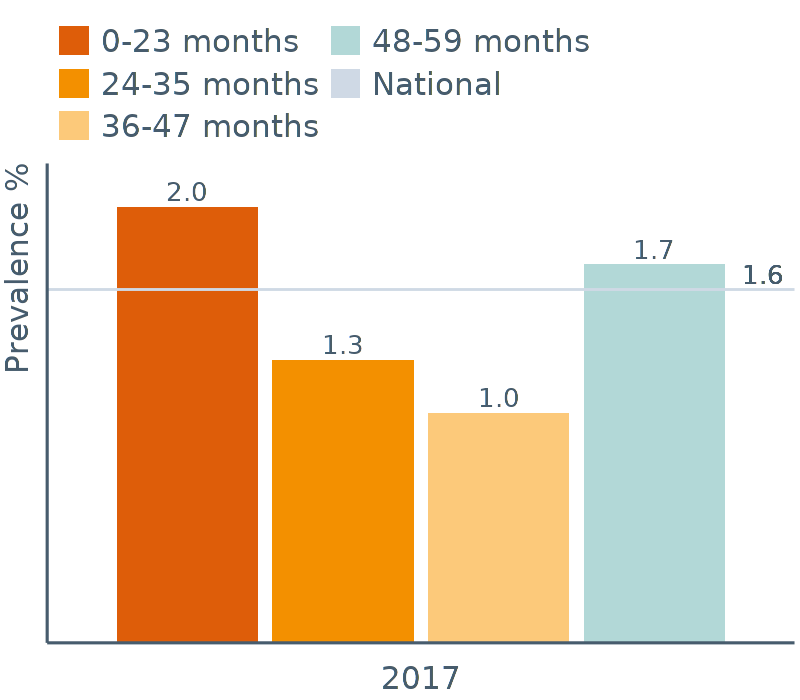 0-23 months
24-35 months
36-47 months
48-59 months
National
Prevalence %
2.0
1.3
1.0
1.7
1.6
2017